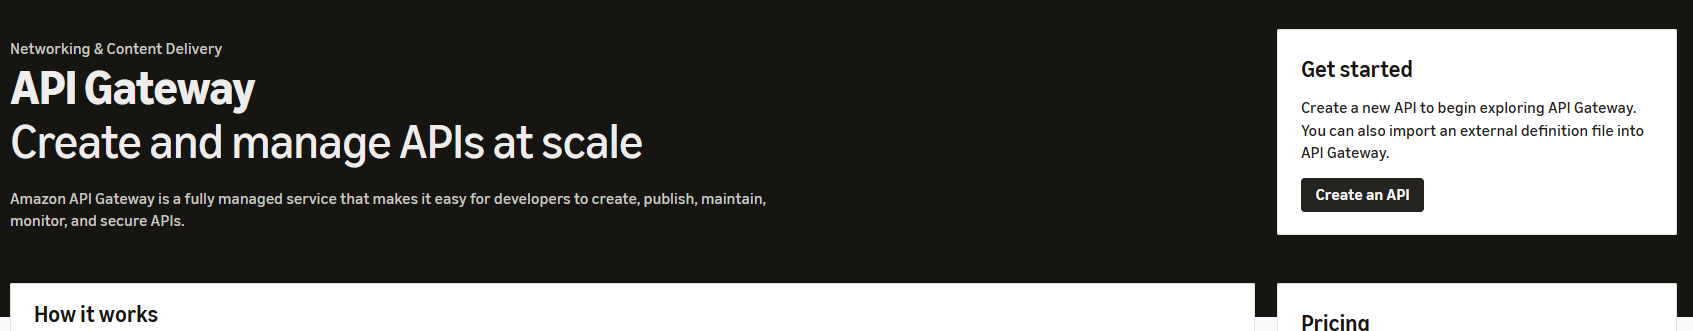 Networking & Content Delivery
API Gateway
Create and manage APIs at scale
Amazon API Gateway is a fully managed service that makes it easy for developers to create, publish, maintain,
monitor, and secure APIs.
Get started
Create a new API to begin exploring API Gateway.
You can also import an external definition file into
API Gateway.
Create an API
How it works
Pricing